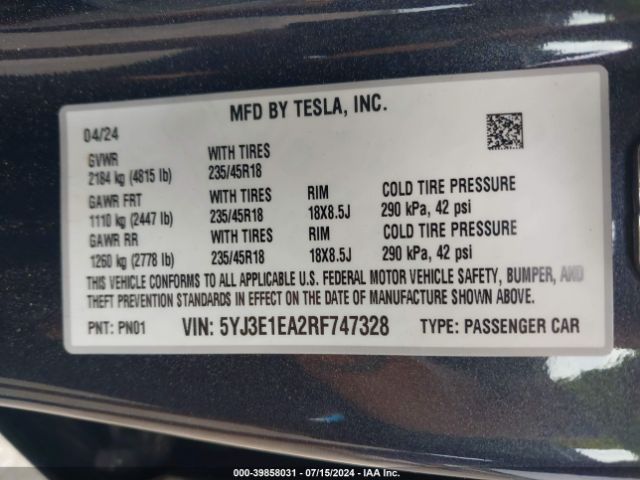 MFD BY TESLA, INC.
04/24
GVWR WITH TIRES
2184 kg (4815 lb) 235/45R18
GAWR FRT WITH TIRES RIM COLD TIRE PRESSURE
1110 kg (2447 lb) 235/45R18 18X8.5J 290 kPa, 42 psi
GAWR RR WITH TIRES RIM COLD TIRE PRESSURE
1260 kg (2778 lb) 235/45R18 18X8.5J 290 kPa, 42 psi
THIS VEHICLE CONFORMS TO ALL APPLICABLE U.S. FEDERAL MOTOR VEHICLE SAFETY, BUMPER, AND
THEFT PREVENTION STANDARDS IN EFFECT ON THE DATE OF MANUFACTURE SHOWN ABOVE.
PNT: PN01 VIN: 5YJ3E1EA2RF747328 TYPE: PASSENGER CAR
000-39858031 - 07/15/2024 - IAA Inc.